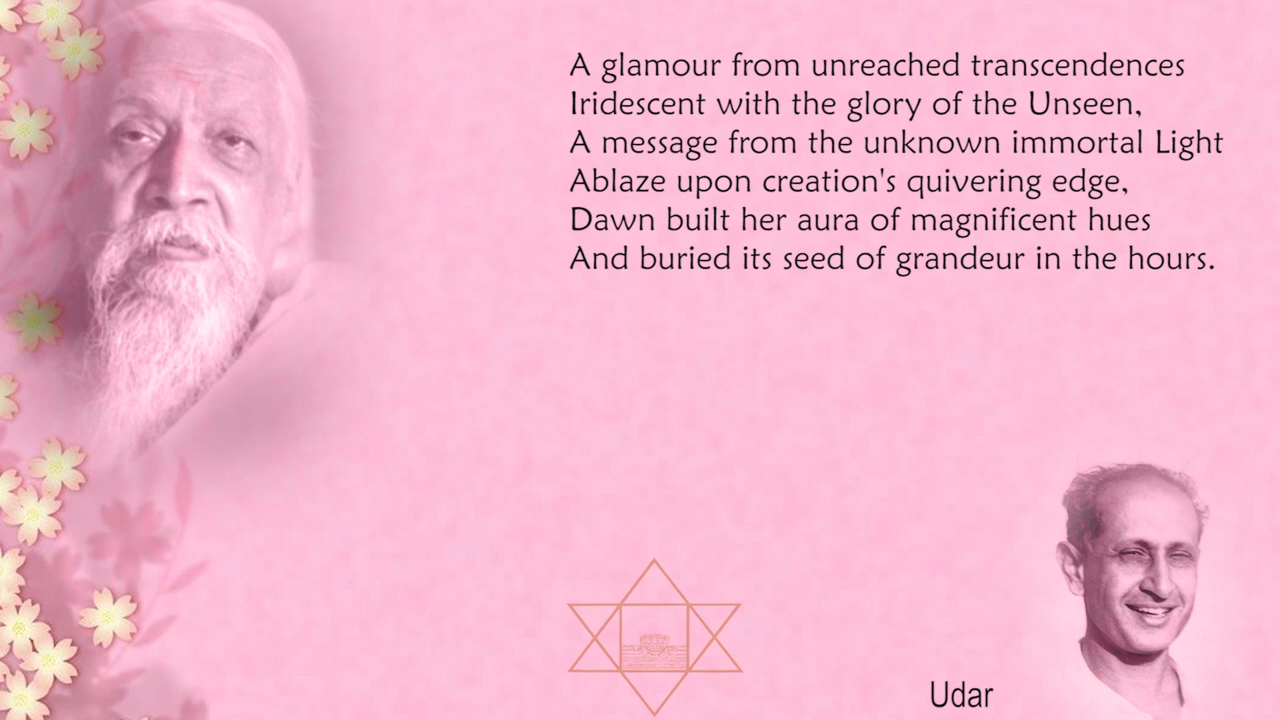 A glamour from unreached transcendences
Iridescent with the glory of the Unseen,
A message from the unknown immortal Light
Ablaze upon creation's quivering edge,
Dawn built her aura of magnificent hues
And buried its seed of grandeur in the hours.
Udar